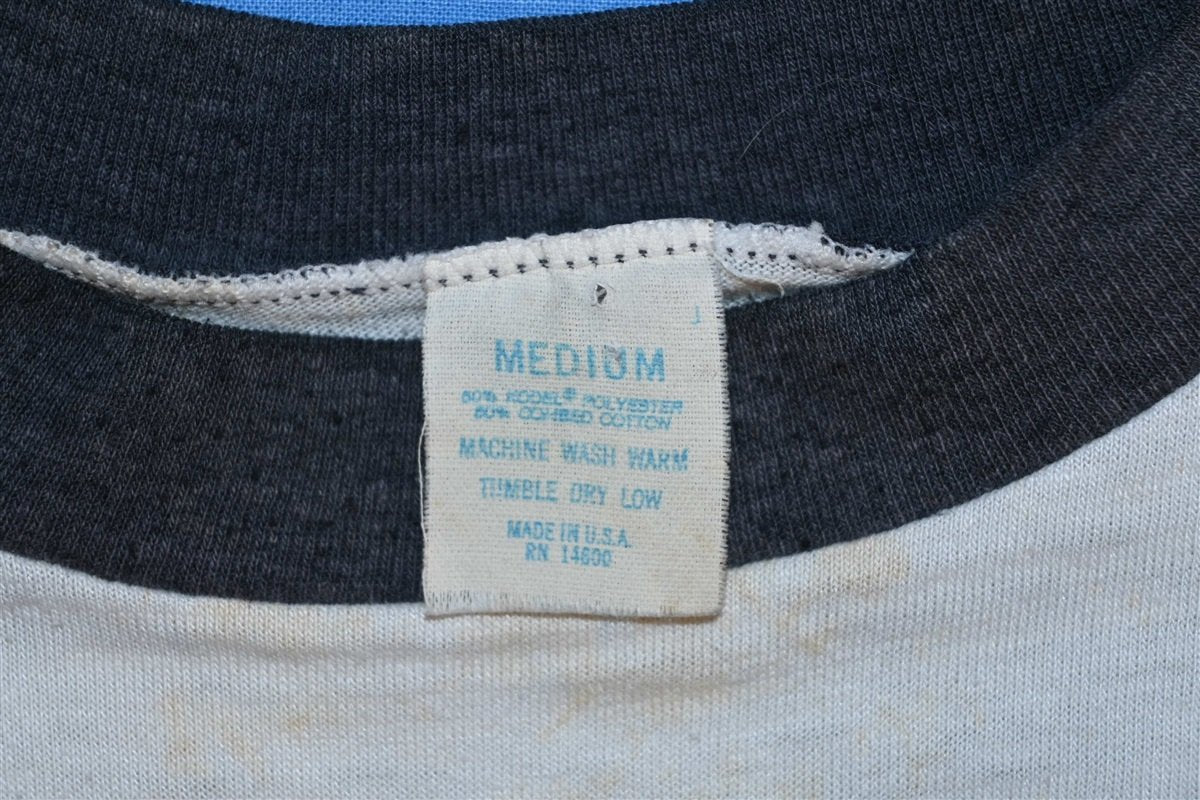 J
MEDIUM
50% KODEL® POLYESTER
50% COMBED COTTON
MACHINE WASH WARM
TUMBLE DRY LOW
MADE IN U.S.A.
RN 14600